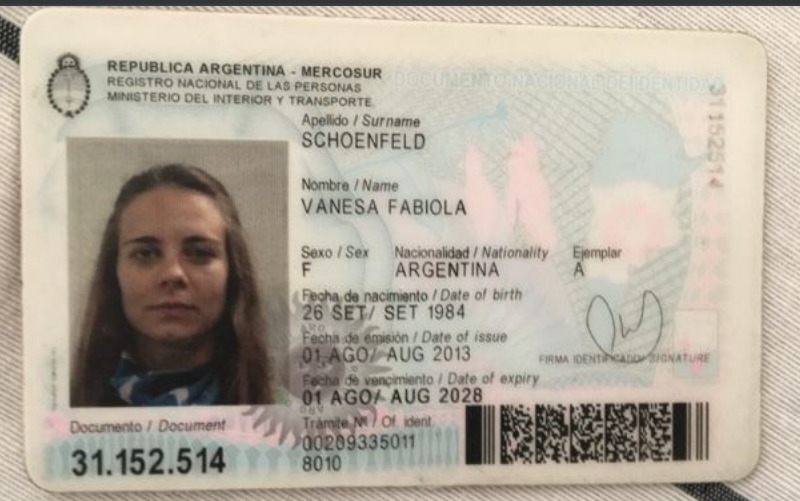 REPUBLICA ARGENTINA - MERCOSUR
REGISTRO NACIONAL DE LAS PERSONAS
MINISTERIO DEL INTERIOR Y TRANSPORTE
DOCUMENTO NACIONAL DE IDENTIDAD
Apellido / Surname
SCHOENFELD
Nombre / Name
VANESA FABIOLA
Sexo / Sex Nacionalidad / Nationality Ejemplar
F ARGENTINA A
Fecha de nacimiento / Date of birth
26 SET/ SET 1984
Fecha de emisión / Date of issue
01 AGO/ AUG 2013
FIRMA IDENTIFICADO/ SIGNATURE
Fecha de vencimiento / Date of expiry
01 AGO/ AUG 2028
Documento / Document
31.152.514
Trámite Nº / Of. ident.
00209335011
8010
31152514